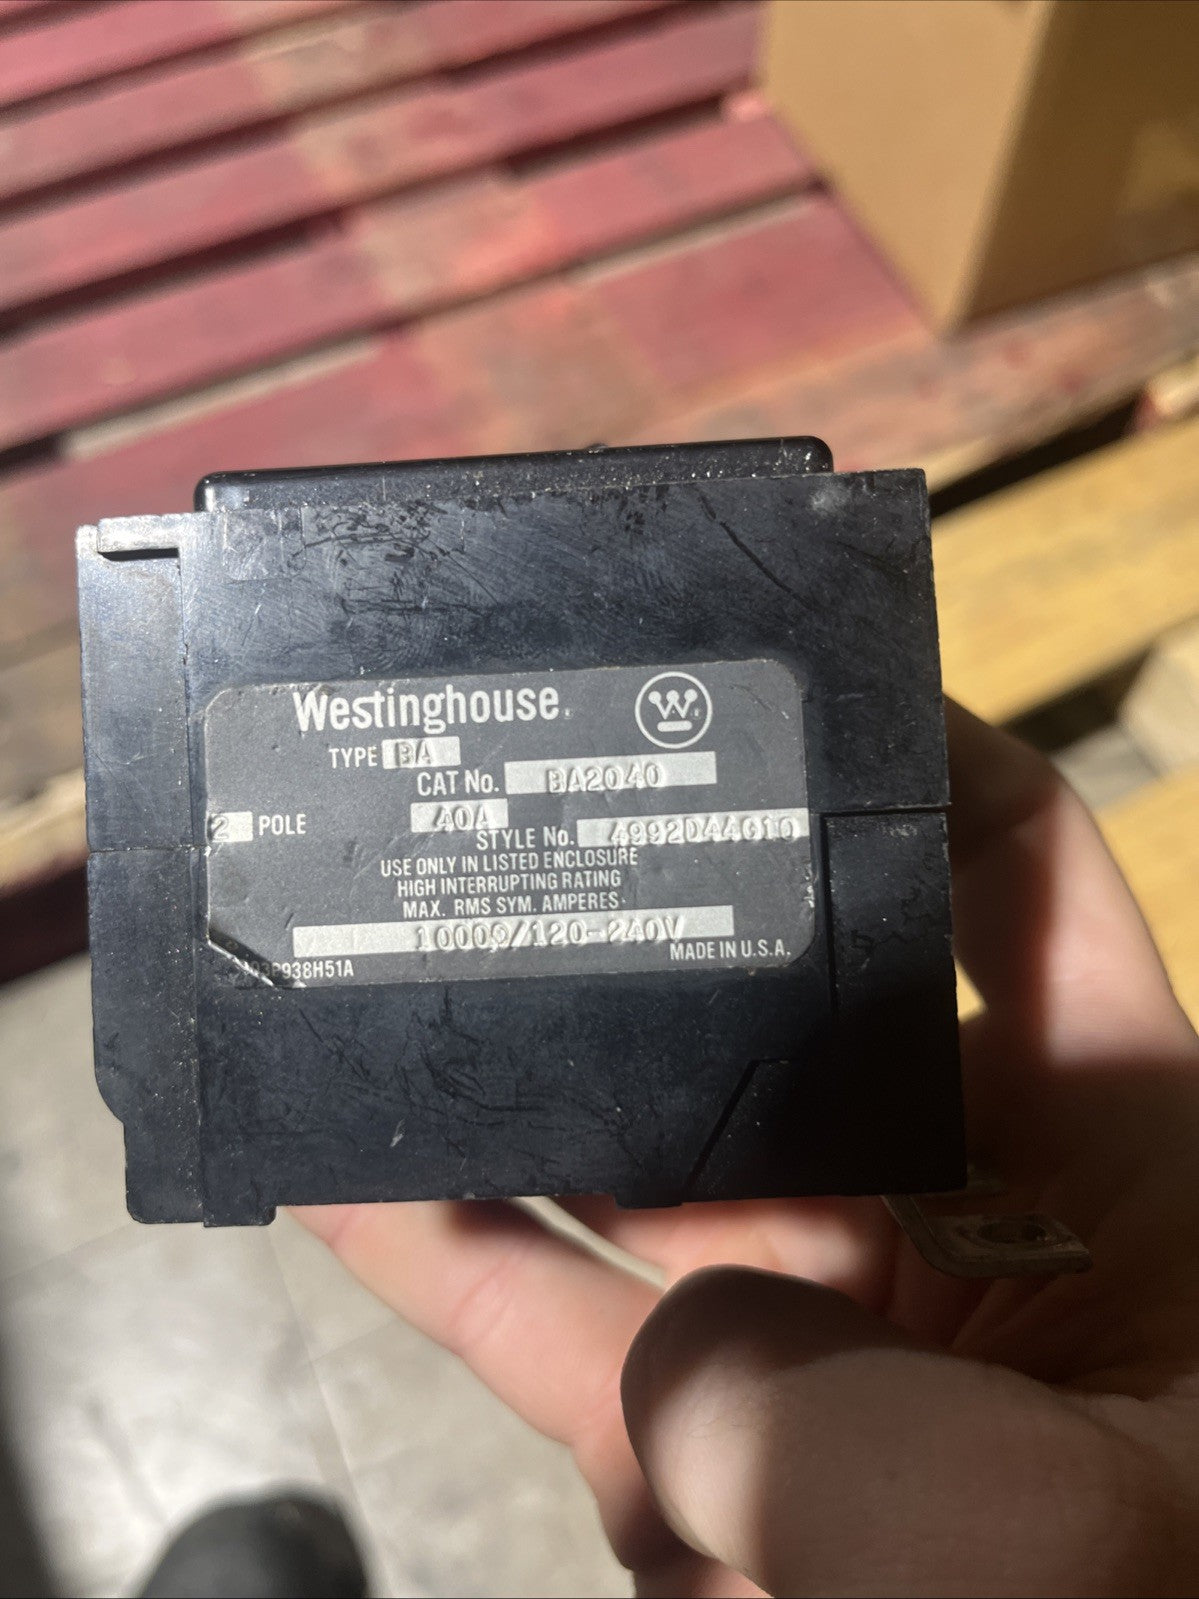 Westinghouse
W
TYPE BA
CAT No. BA2040
2 POLE 40A
STYLE No. 4992D44G10
USE ONLY IN LISTED ENCLOSURE
HIGH INTERRUPTING RATING
MAX. RMS SYM. AMPERES
10000/120-240V
MADE IN U.S.A.